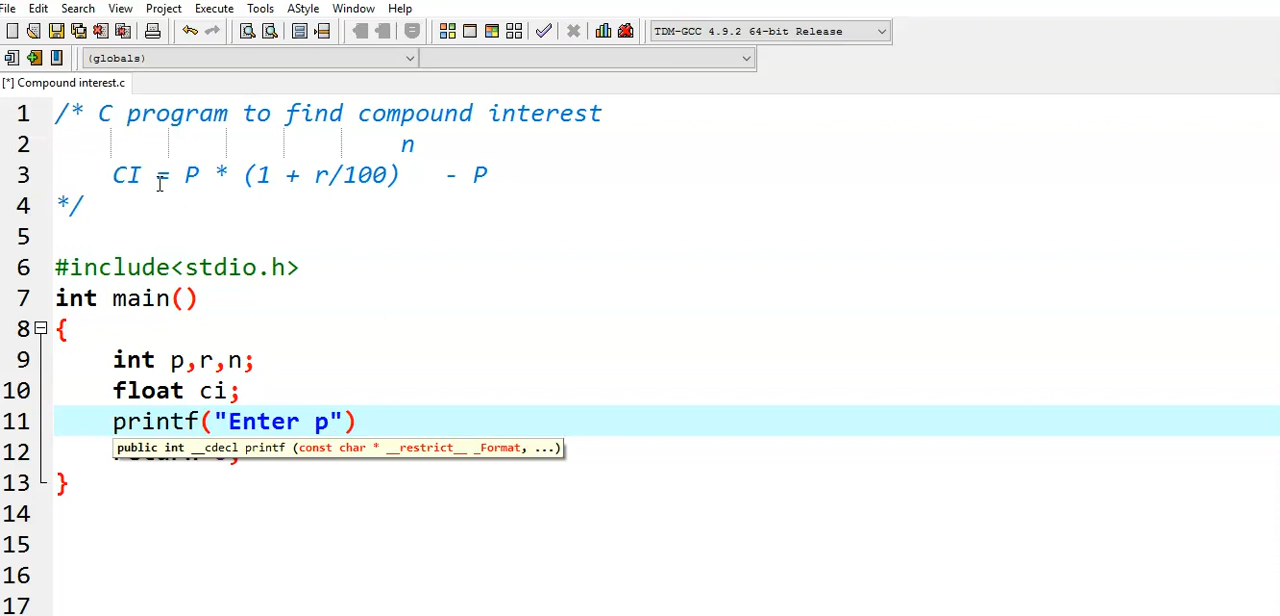 File Edit Search View Project Execute Tools AStyle Window Help
TDM-GCC 4.9.2 64-bit Release
(globals)
[*] Compound interest.c
1 /* C program to find compound interest
2 n
3 CI = P * (1 + r/100) - P
4 */
5
6 #include<stdio.h>
7 int main()
8 {
9 int p,r,n;
10 float ci;
11 printf("Enter p")
public int __cdecl printf (const char * __restrict__ _Format, ...)
12
13 }
14
15
16
17